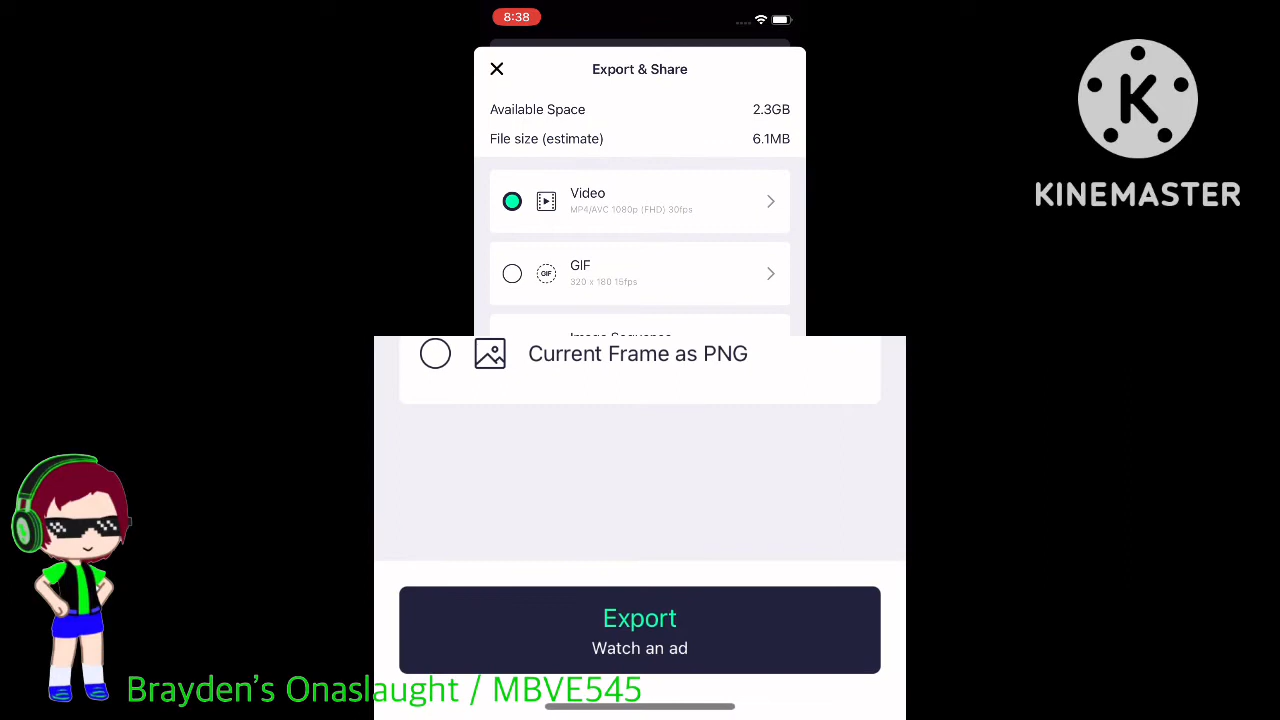 8:38
Export & Share
Available Space 2.3GB
File size (estimate) 6.1MB
Video
MP4/AVC 1080p (FHD) 30fps
GIF
GIF
320 x 180 15fps
Image Sequence
Current Frame as PNG
Export
Watch an ad
K
KINEMASTER
Brayden's Onaslaught / MBVE545